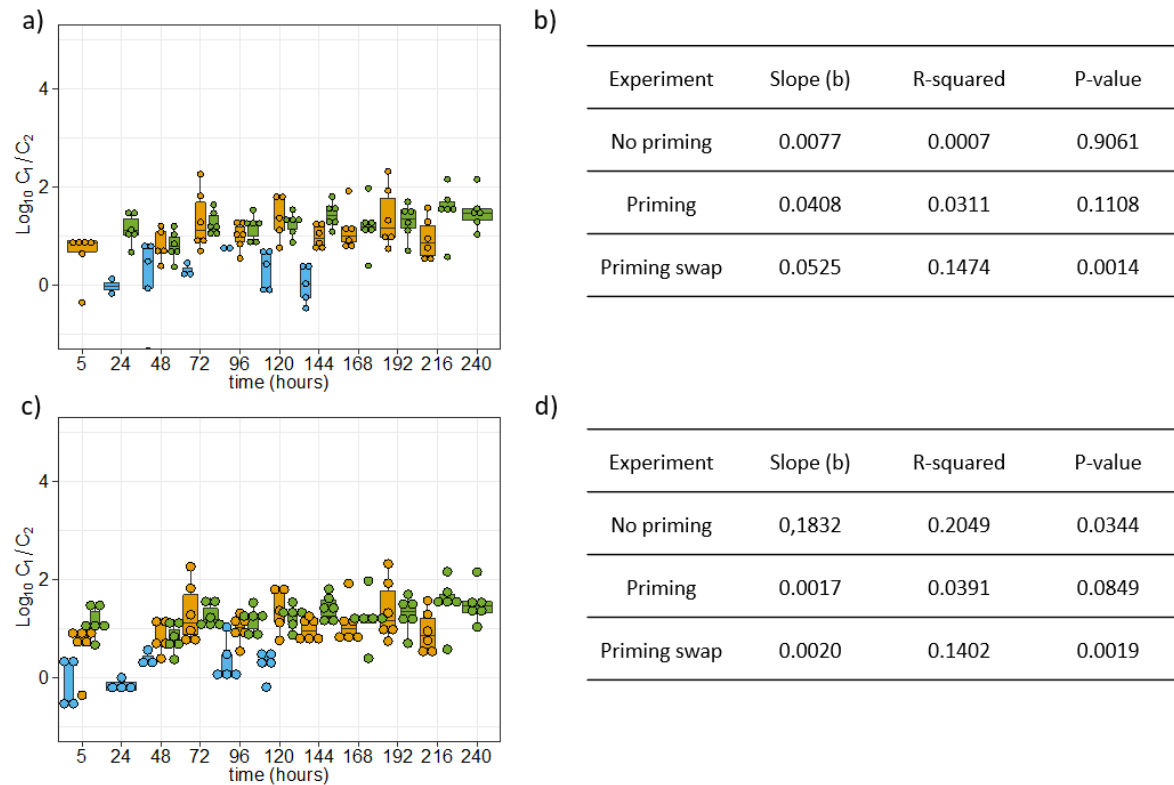 a)
Log10 C1 / C2
4
2
0
5 24 48 72 96 120 144 168 192 216 240
time (hours)
b)
Experiment Slope (b) R-squared P-value
No priming 0.0077 0.0007 0.9061
Priming 0.0408 0.0311 0.1108
Priming swap 0.0525 0.1474 0.0014
c)
Log10 C1 / C2
4
2
0
5 24 48 72 96 120 144 168 192 216 240
time (hours)
d)
Experiment Slope (b) R-squared P-value
No priming 0,1832 0.2049 0.0344
Priming 0.0017 0.0391 0.0849
Priming swap 0.0020 0.1402 0.0019